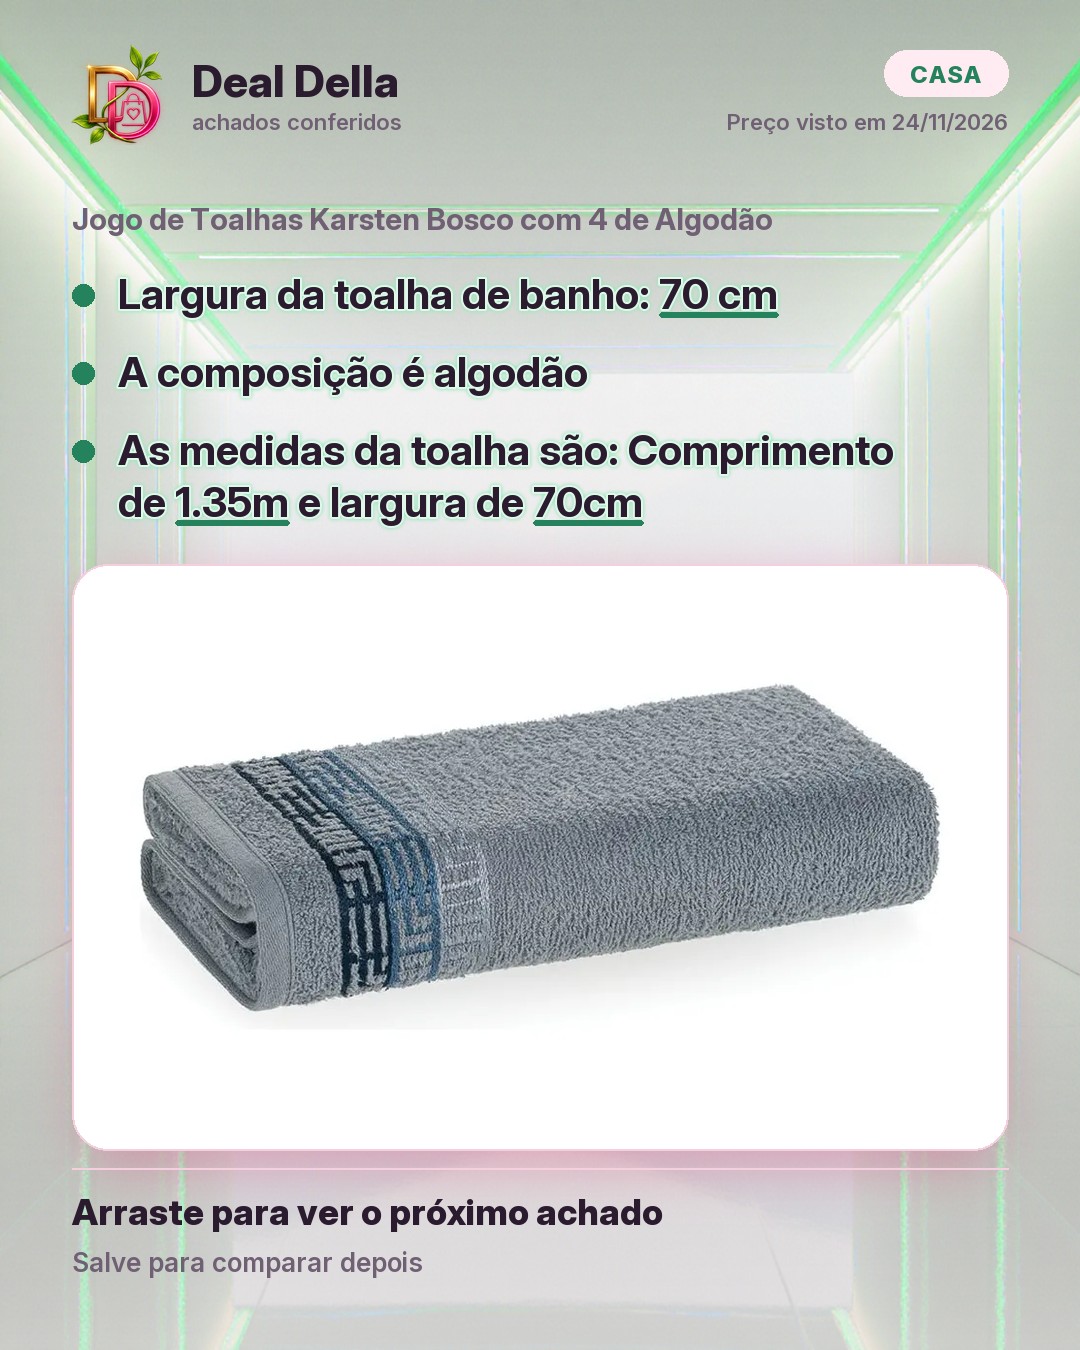 Deal Della
achados conferidos
CASA
Preço visto em 24/11/2026
Jogo de Toalhas Karsten Bosco com 4 de Algodão
Largura da toalha de banho: 70 cm
A composição é algodão
As medidas da toalha são: Comprimento
de 1.35m e largura de 70cm
Arraste para ver o próximo achado
Salve para comparar depois